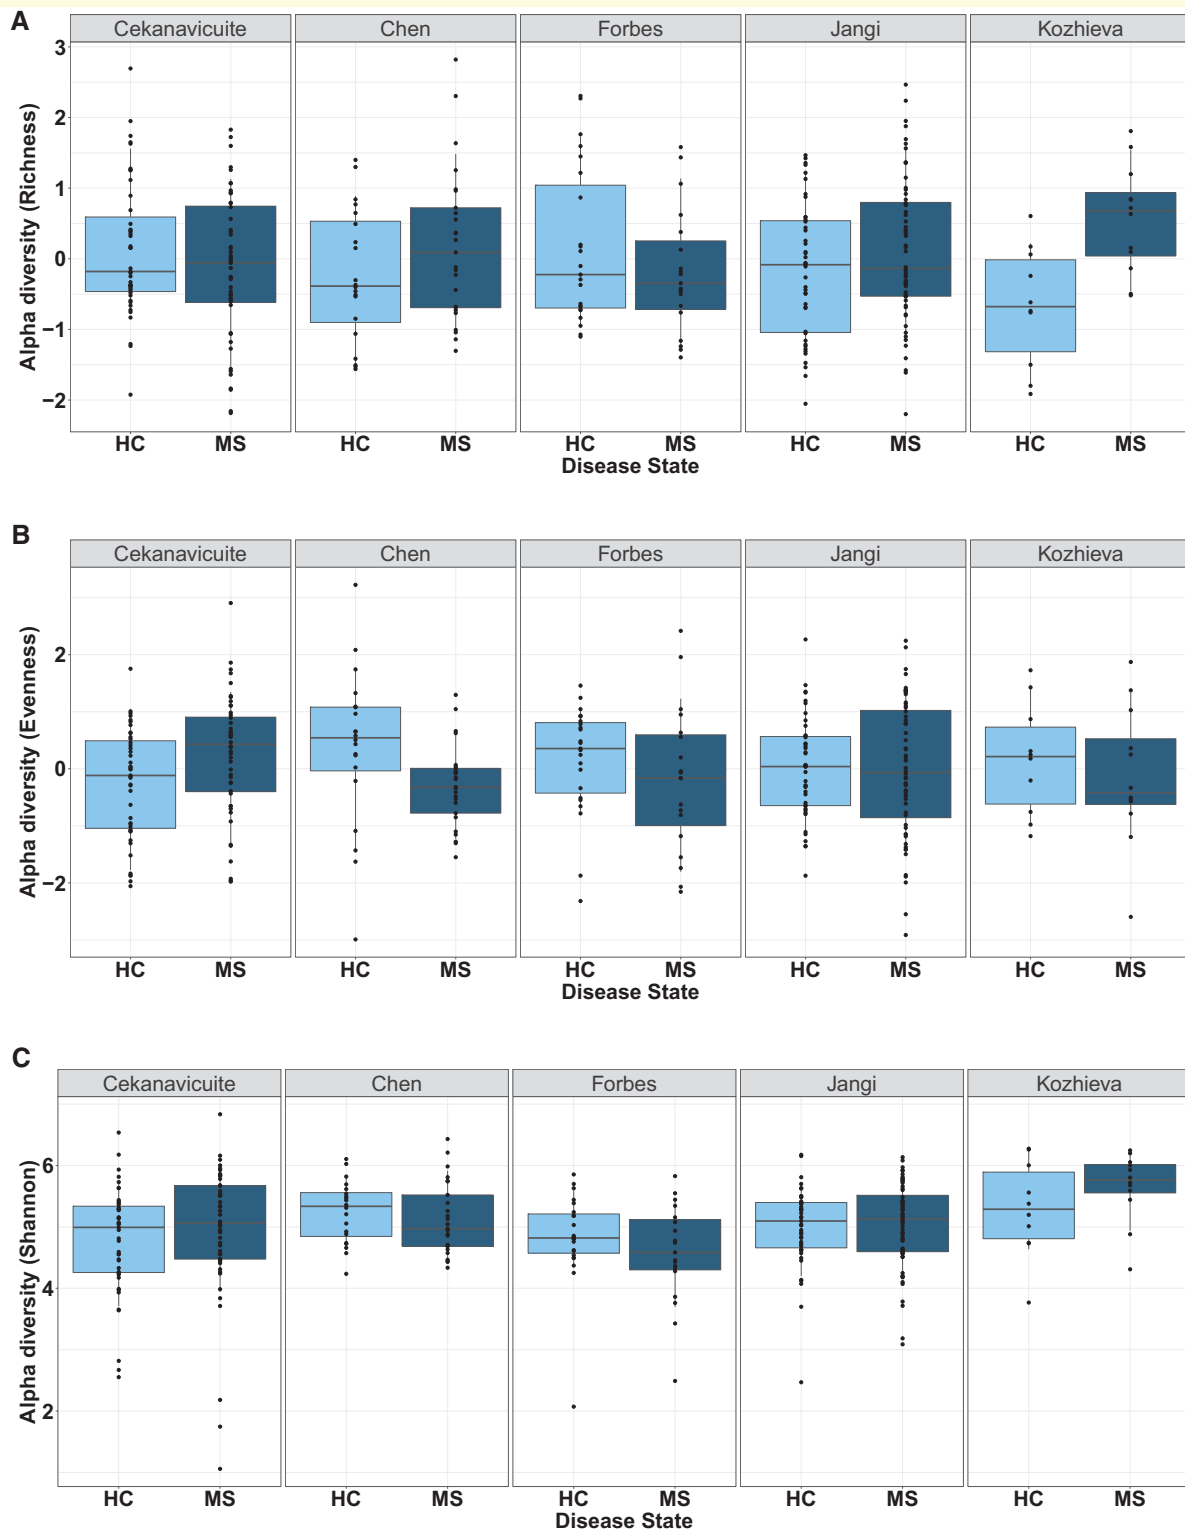 A
Cekanavicuite Chen Forbes Jangi Kozhieva
Alpha diversity (Richness)
3
2
1
0
−1
−2
HC MS HC MS HC MS HC MS HC MS
Disease State
B
Cekanavicuite Chen Forbes Jangi Kozhieva
Alpha diversity (Evenness)
2
0
−2
HC MS HC MS HC MS HC MS HC MS
Disease State
C
Cekanavicuite Chen Forbes Jangi Kozhieva
Alpha diversity (Shannon)
6
4
2
HC MS HC MS HC MS HC MS HC MS
Disease State